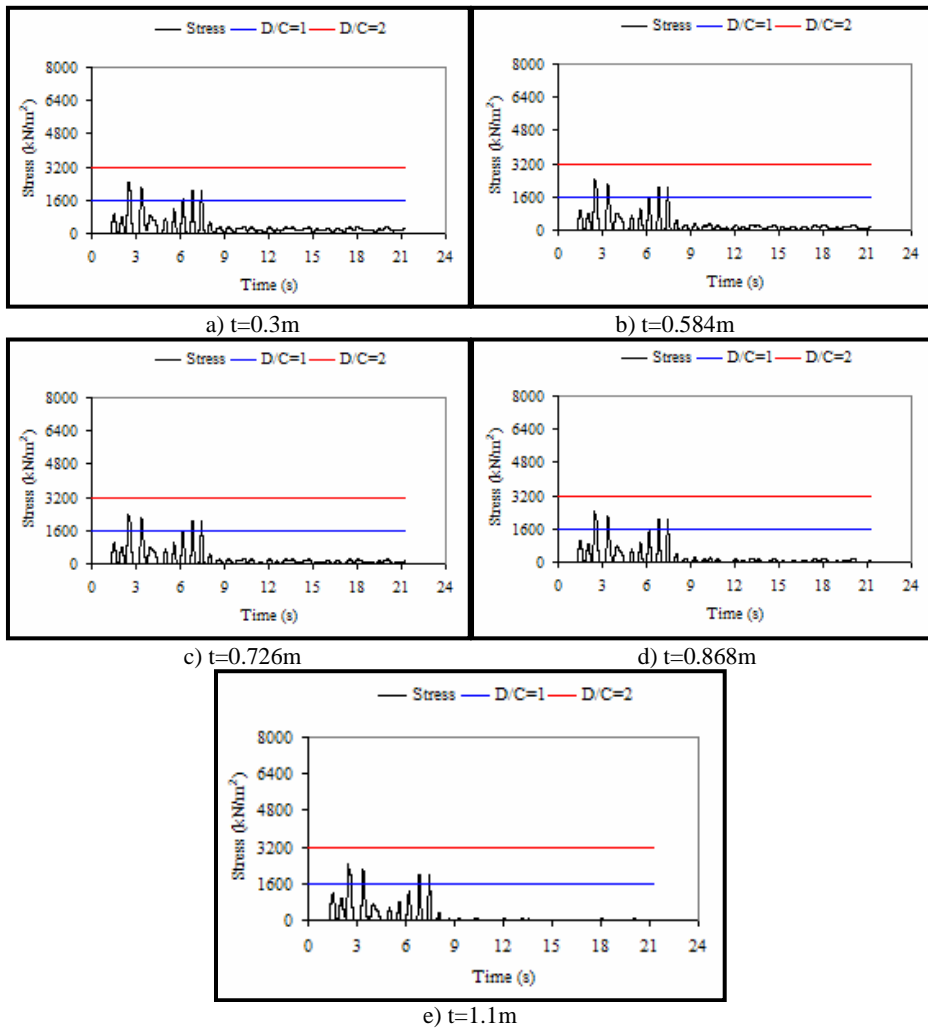 Stress D/C=1 D/C=2
Stress D/C=1 D/C=2
8000
6400
4800
3200
1600
0
Stress (kN/m²)
0 3 6 9 12 15 18 21 24
Time (s)
8000
6400
4800
3200
1600
0
Stress (kN/m²)
0 3 6 9 12 15 18 21 24
Time (s)
a) t=0.3m
b) t=0.584m
Stress D/C=1 D/C=2
Stress D/C=1 D/C=2
8000
6400
4800
3200
1600
0
Stress (kN/m²)
0 3 6 9 12 15 18 21 24
Time (s)
8000
6400
4800
3200
1600
0
Stress (kN/m²)
0 3 6 9 12 15 18 21 24
Time (s)
c) t=0.726m
d) t=0.868m
Stress D/C=1 D/C=2
8000
6400
4800
3200
1600
0
Stress (kN/m²)
0 3 6 9 12 15 18 21 24
Time (s)
e) t=1.1m